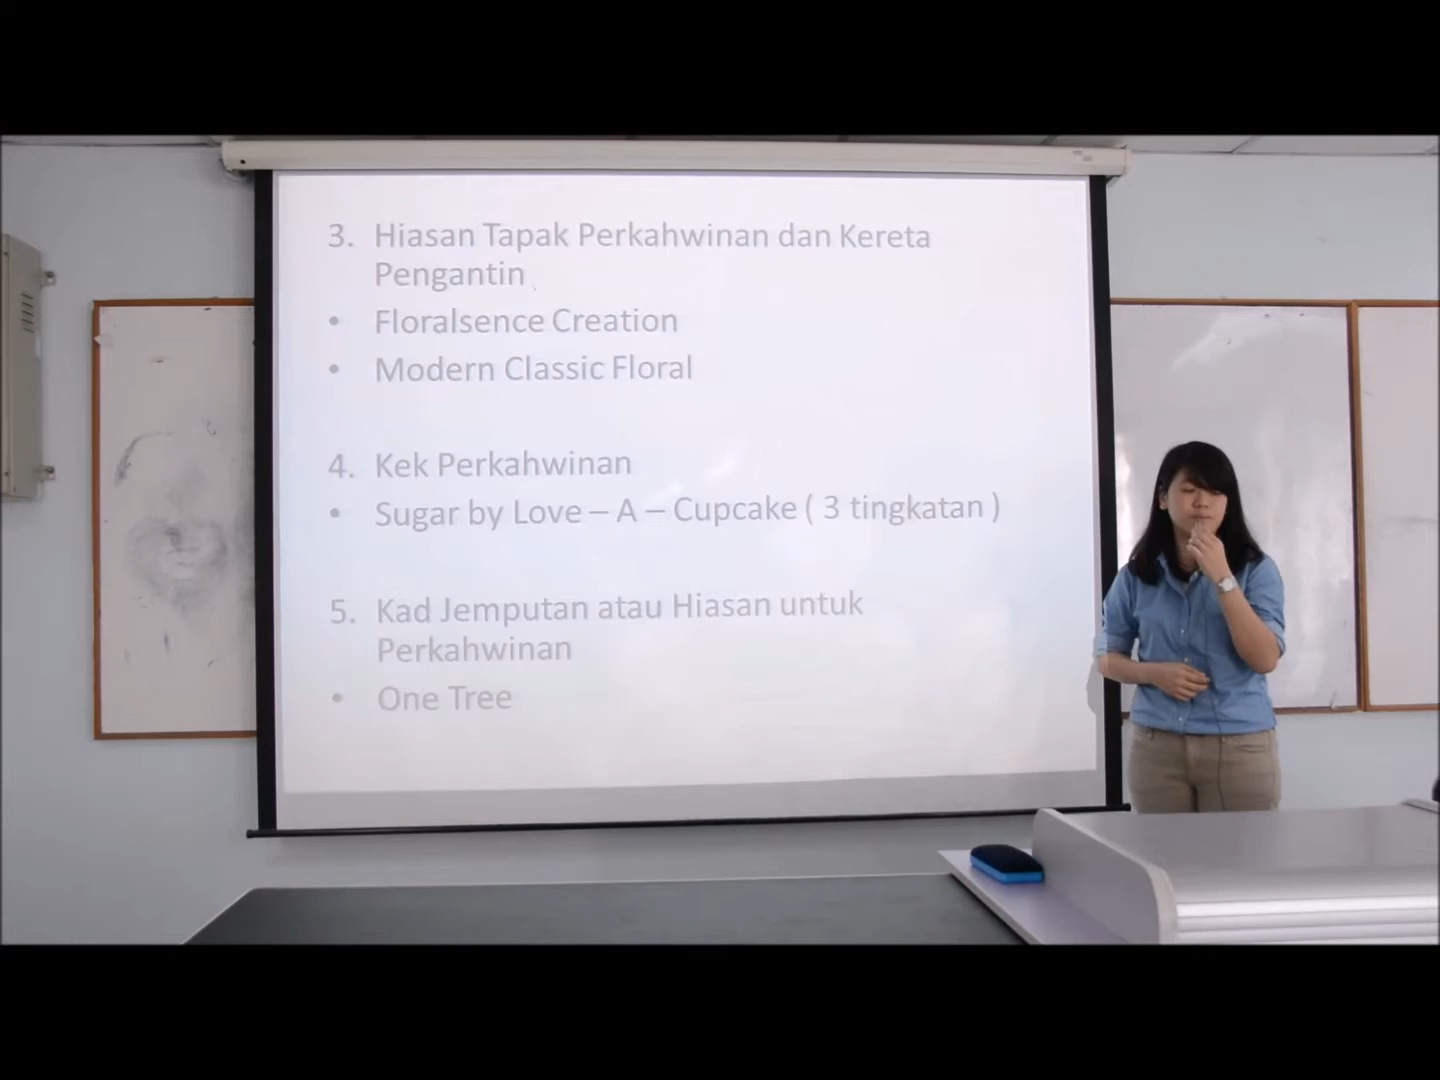 3. Hiasan Tapak Perkahwinan dan Kereta
Pengantin
• Floralsence Creation
• Modern Classic Floral
4. Kek Perkahwinan
• Sugar by Love – A – Cupcake ( 3 tingkatan )
5. Kad Jemputan atau Hiasan untuk
Perkahwinan
• One Tree